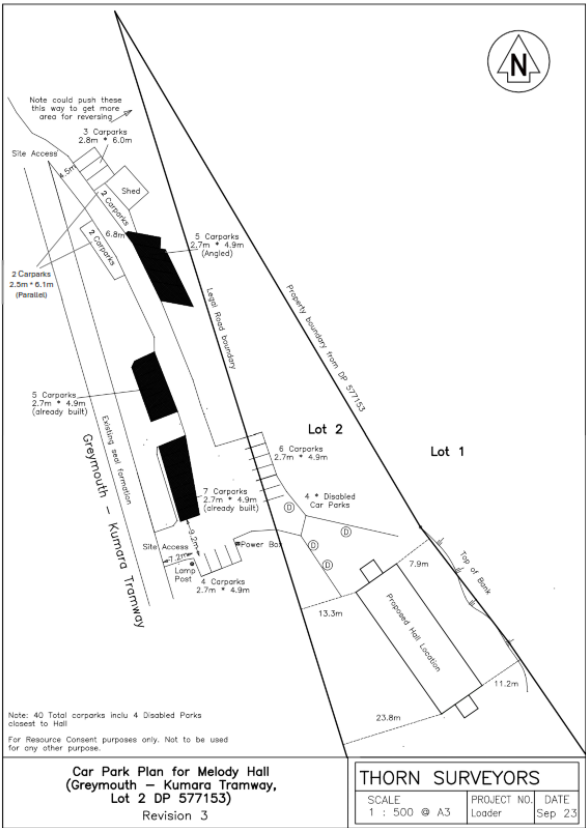 N
Note could push these
this way to get more
area for reversing
3 Carparks
2.8m * 6.0m
Site Access
4.5m
Shed
2 Carparks
6.8m
2 Carparks
5 Carparks
2.7m * 4.9m
(Angled)
2 Carparks
2.5m * 6.1m
(Parallel)
Legal Road boundary
Property boundary from DP 577153
5 Carparks
2.7m * 4.9m
(already built)
Existing seal formation
Greymouth - Kumara Tramway
Lot 2
Lot 1
6 Carparks
2.7m * 4.9m
7 Carparks
2.7m * 4.9m
(already built)
4 * Disabled
Car Parks
D
D
D
D
9.2m
Power Box
Site Access
7.2m
Lamp
Post
4 Carparks
2.7m * 4.9m
7.9m
Top of Bank
13.3m
Proposed Hall Location
11.2m
23.8m
Note: 40 Total carparks inclu 4 Disabled Parks
closest to Hall
For Resource Consent purposes only. Not to be used
for any other purpose.
Car Park Plan for Melody Hall
(Greymouth - Kumara Tramway,
Lot 2 DP 577153)
Revision 3
THORN SURVEYORS
SCALE
1 : 500 @ A3
PROJECT NO.
Loader
DATE
Sep 23